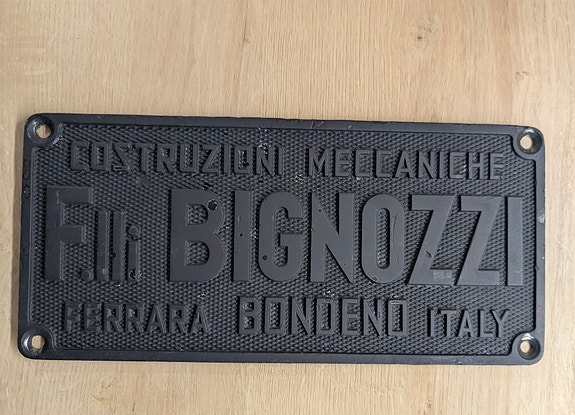 COSTRUZIONI MECCANICHE
F.lli BIGNOZZI
FERRARA BONDENO ITALY